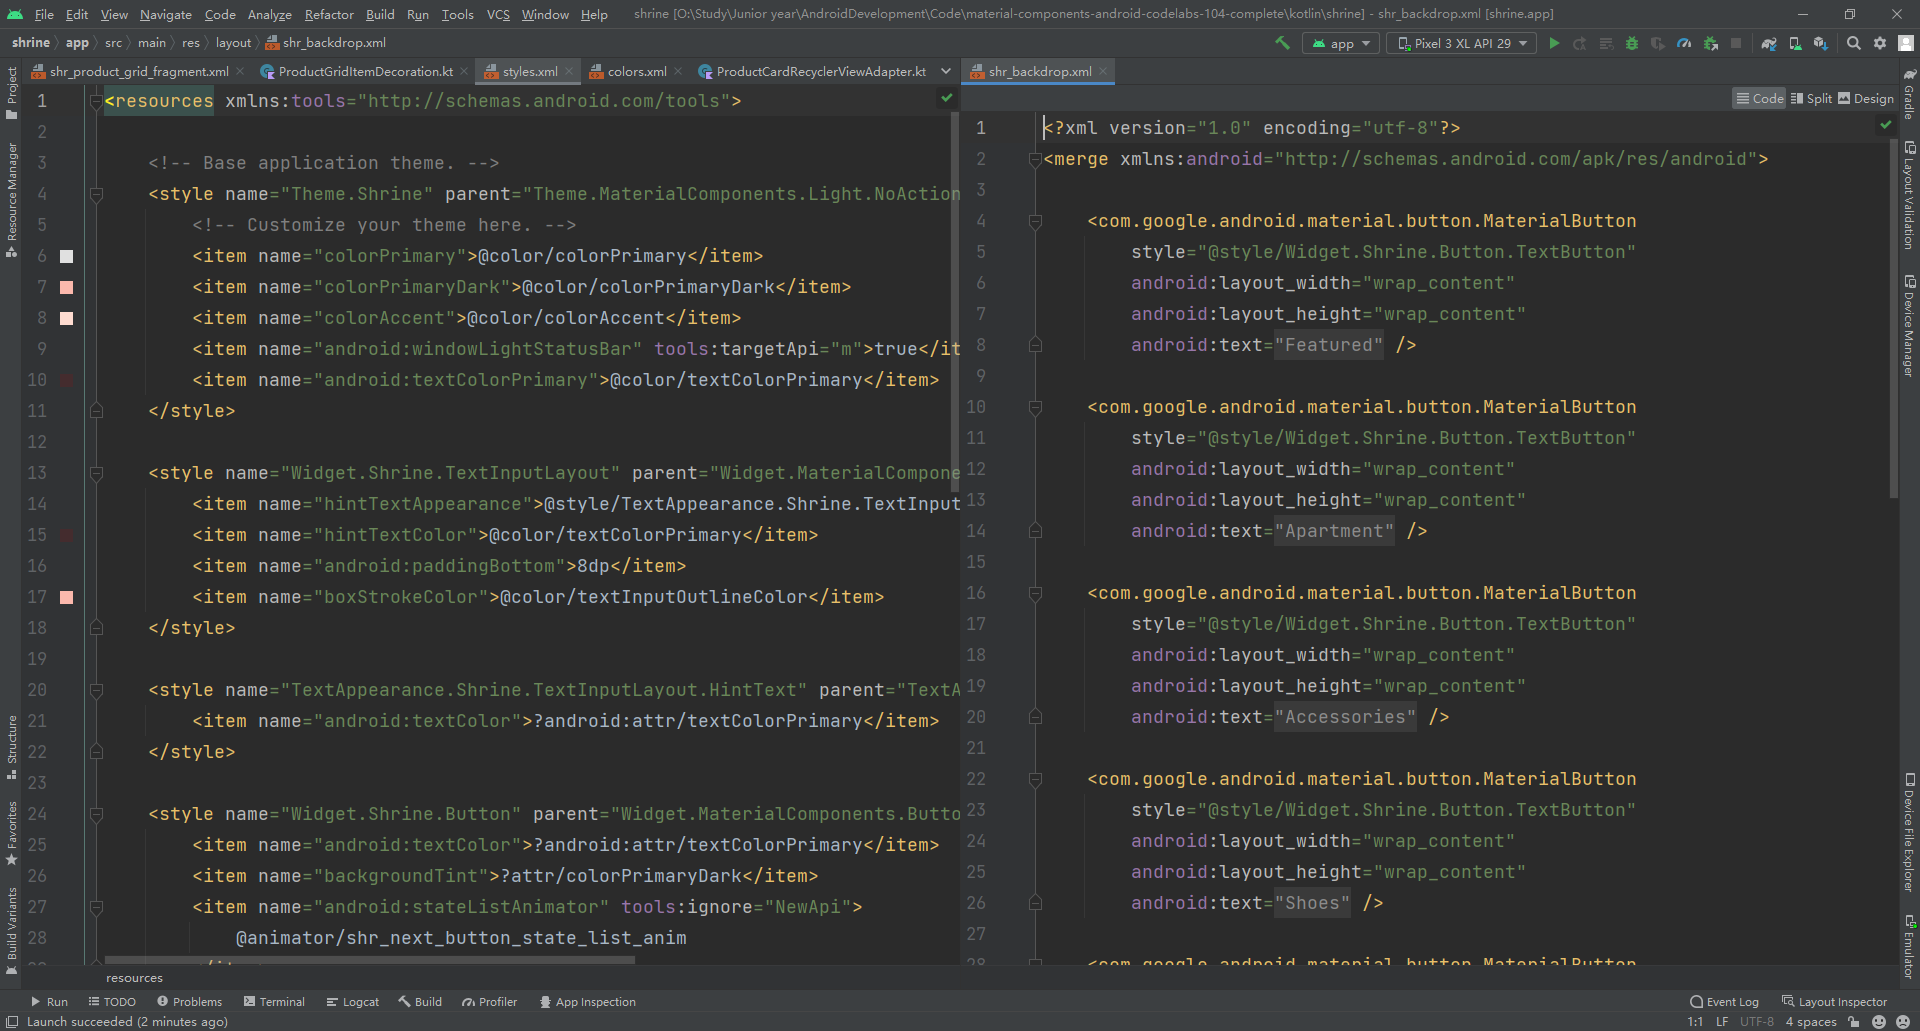 File Edit View Navigate Code Analyze Refactor Build Run Tools VCS Window Help shrine [O:\Study\Junior year\AndroidDevelopment\Code\material-components-android-codelabs-104-complete\kotlin\shrine] - shr_backdrop.xml [shrine.app]
shrine app src main res layout shr_backdrop.xml app Pixel 3 XL API 29
shr_product_grid_fragment.xml ProductGridItemDecoration.kt styles.xml colors.xml ProductCardRecyclerViewAdapter.kt shr_backdrop.xml
Code Split Design
1 <resources xmlns:tools="http://schemas.android.com/tools">
2
3 <!-- Base application theme. -->
4 <style name="Theme.Shrine" parent="Theme.MaterialComponents.Light.NoAction
5 <!-- Customize your theme here. -->
6 <item name="colorPrimary">@color/colorPrimary</item>
7 <item name="colorPrimaryDark">@color/colorPrimaryDark</item>
8 <item name="colorAccent">@color/colorAccent</item>
9 <item name="android:windowLightStatusBar" tools:targetApi="m">true</it
10 <item name="android:textColorPrimary">@color/textColorPrimary</item>
11 </style>
12
13 <style name="Widget.Shrine.TextInputLayout" parent="Widget.MaterialCompone
14 <item name="hintTextAppearance">@style/TextAppearance.Shrine.TextInput
15 <item name="hintTextColor">@color/textColorPrimary</item>
16 <item name="android:paddingBottom">8dp</item>
17 <item name="boxStrokeColor">@color/textInputOutlineColor</item>
18 </style>
19
20 <style name="TextAppearance.Shrine.TextInputLayout.HintText" parent="TextA
21 <item name="android:textColor">?android:attr/textColorPrimary</item>
22 </style>
23
24 <style name="Widget.Shrine.Button" parent="Widget.MaterialComponents.Butto
25 <item name="android:textColor">?android:attr/textColorPrimary</item>
26 <item name="backgroundTint">?attr/colorPrimaryDark</item>
27 <item name="android:stateListAnimator" tools:ignore="NewApi">
28 @animator/shr_next_button_state_list_anim
1 <?xml version="1.0" encoding="utf-8"?>
2 <merge xmlns:android="http://schemas.android.com/apk/res/android">
3
4 <com.google.android.material.button.MaterialButton
5 style="@style/Widget.Shrine.Button.TextButton"
6 android:layout_width="wrap_content"
7 android:layout_height="wrap_content"
8 android:text="Featured" />
9
10 <com.google.android.material.button.MaterialButton
11 style="@style/Widget.Shrine.Button.TextButton"
12 android:layout_width="wrap_content"
13 android:layout_height="wrap_content"
14 android:text="Apartment" />
15
16 <com.google.android.material.button.MaterialButton
17 style="@style/Widget.Shrine.Button.TextButton"
18 android:layout_width="wrap_content"
19 android:layout_height="wrap_content"
20 android:text="Accessories" />
21
22 <com.google.android.material.button.MaterialButton
23 style="@style/Widget.Shrine.Button.TextButton"
24 android:layout_width="wrap_content"
25 android:layout_height="wrap_content"
26 android:text="Shoes" />
27
28 <com.google.android.material.button.MaterialButton
Project
Resource Manager
Structure
Favorites
Build Variants
Gradle
Layout Validation
Device Manager
Device File Explorer
Emulator
resources
Run TODO Problems Terminal Logcat Build Profiler App Inspection Event Log Layout Inspector
Launch succeeded (2 minutes ago) 1:1 LF UTF-8 4 spaces